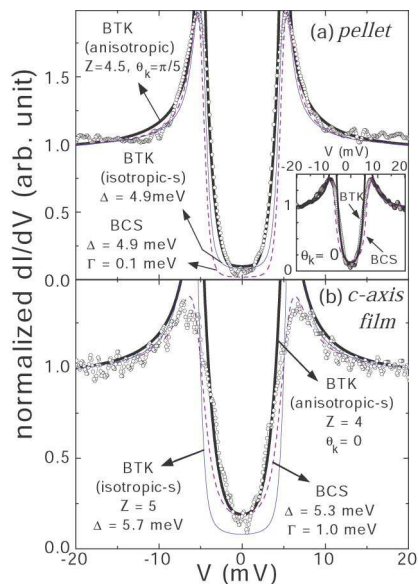 normalized dI/dV (arb. unit)
(a) pellet
BTK
(anisotropic)
Z=4.5, θk=π/5
1.5
1.0
0.5
0.0
BTK
(isotropic-s)
Δ = 4.9meV
BCS
Δ = 4.9 meV
Γ = 0.1 meV
V (mV)
-20 -10 0 10 20
1
0
BTK
BCS
θk = 0
(b) c-axis
film
1.0
0.5
0.0
BTK
(anisotropic-s)
Z = 4
θk=0
BTK
(isotropic-s)
Z = 5
Δ = 5.7 meV
BCS
Δ = 5.3 meV
Γ = 1.0 meV
-20 -10 0 10 20
V (mV)